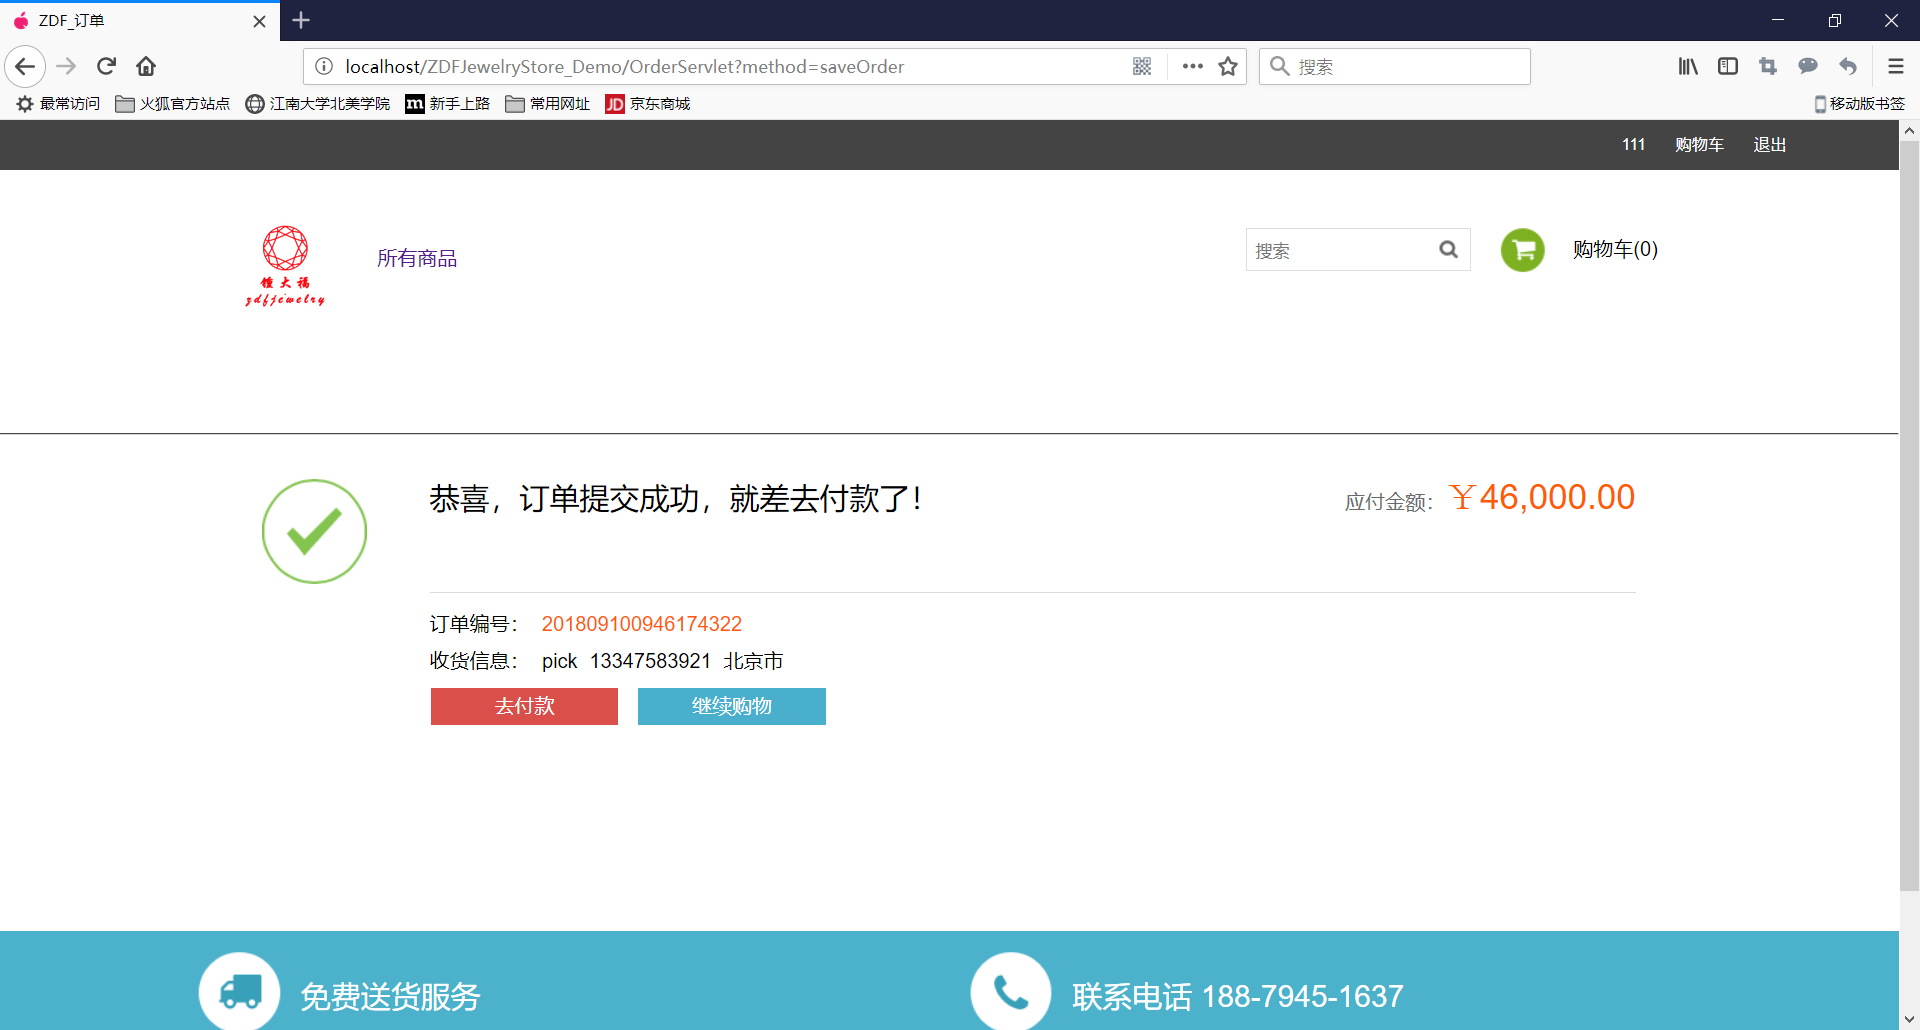 ZDF_订单
localhost/ZDFJewelryStore_Demo/OrderServlet?method=saveOrder
搜索
最常访问 火狐官方站点 江南大学北美学院 m 新手上路 常用网址 JD 京东商城 移动版书签
111 购物车 退出
锺大福
zdfjewelry
所有商品
搜索
购物车(0)
恭喜，订单提交成功，就差去付款了！
应付金额：￥46,000.00
订单编号： 201809100946174322
收货信息： pick 13347583921 北京市
去付款 继续购物
免费送货服务 联系电话 188-7945-1637